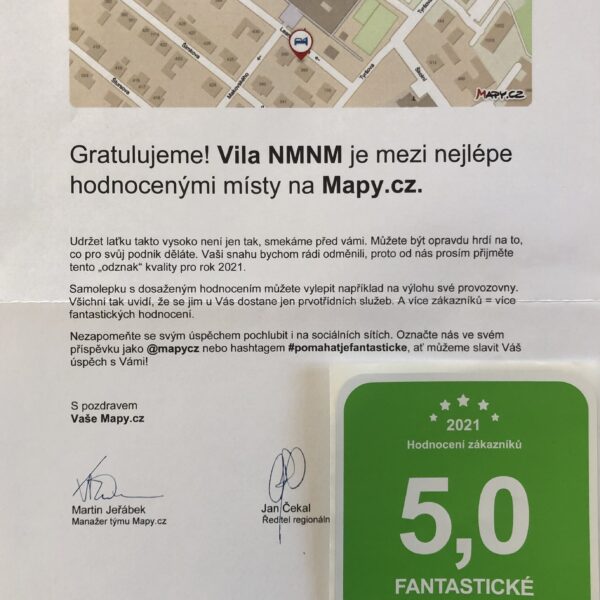 Tyršova
Mapy.cz
Gratulujeme! Vila NMNM je mezi nejlépe
hodnocenými místy na Mapy.cz.
Udržet laťku takto vysoko není jen tak, smekáme před vámi. Můžete být opravdu hrdí na to,
co pro svůj podnik děláte. Vaši snahu bychom rádi odměnili, proto od nás prosím přijměte
tento „odznak“ kvality pro rok 2021.
Samolepku s dosaženým hodnocením můžete vylepit například na výlohu své provozovny.
Všichni tak uvidí, že se jim u Vás dostane jen prvotřídních služeb. A více zákazníků = více
fantastických hodnocení.
Nezapomeňte se svým úspěchem pochlubit i na sociálních sítích. Označte nás ve svém
příspěvku jako @mapycz nebo hashtagem #pomahatjefantasticke, ať můžeme slavit Váš
úspěch s Vámi!
S pozdravem
Vaše Mapy.cz
Martin Jeřábek
Manažer týmu Mapy.cz
Jan Čekal
Ředitel regionáln
2021
Hodnocení zákazníků
5,0
FANTASTICKÉ